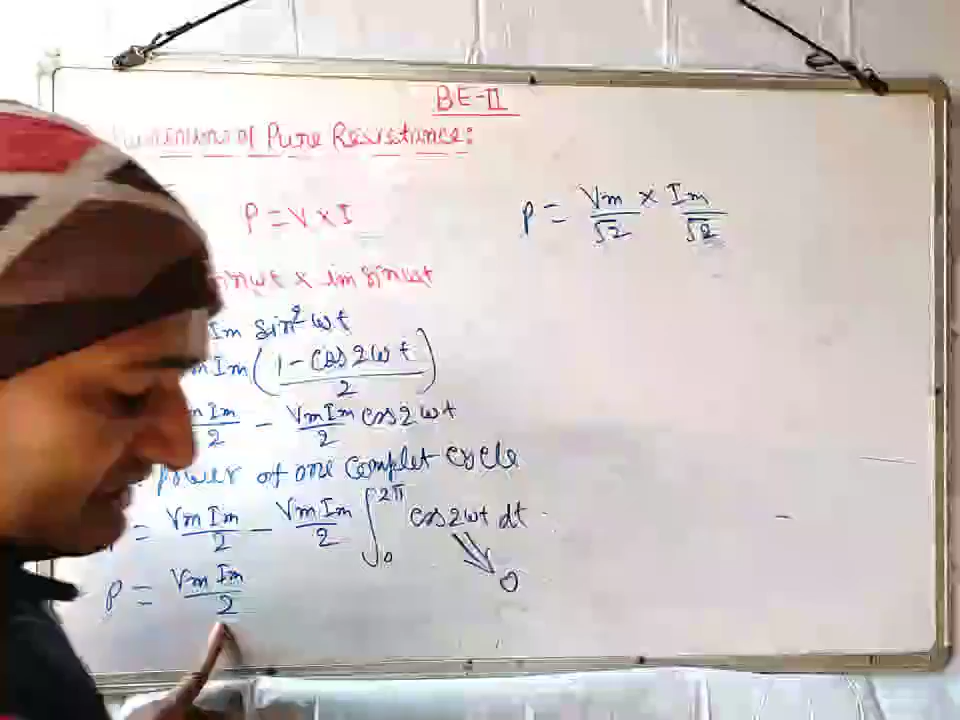 BE-II
of Pure Resistance:
P = V × I
P = Vm/√2 × Im/√2
× im sinωt
Im sin²ωt
Im(1 - cos2ωt/2)
Im/2 - VmIm/2 cos2ωt
power of one complet cycle
= VmIm/2 - VmIm/2 ∫₀^2π cos2ωt dt
0
P = VmIm/2